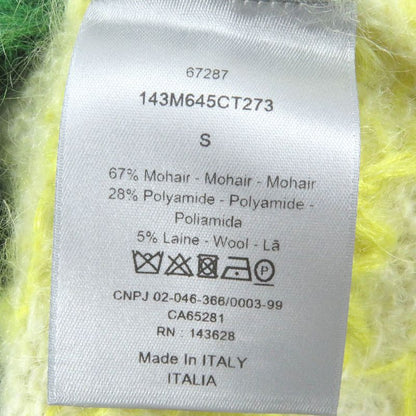 67287
143M645CT273
S
67% Mohair - Mohair - Mohair
28% Polyamide - Polyamide -
Poliamida
5% Laine - Wool - Lã
P
CNPJ 02-046-366/0003-99
CA65281
RN : 143628
Made In ITALY
ITALIA